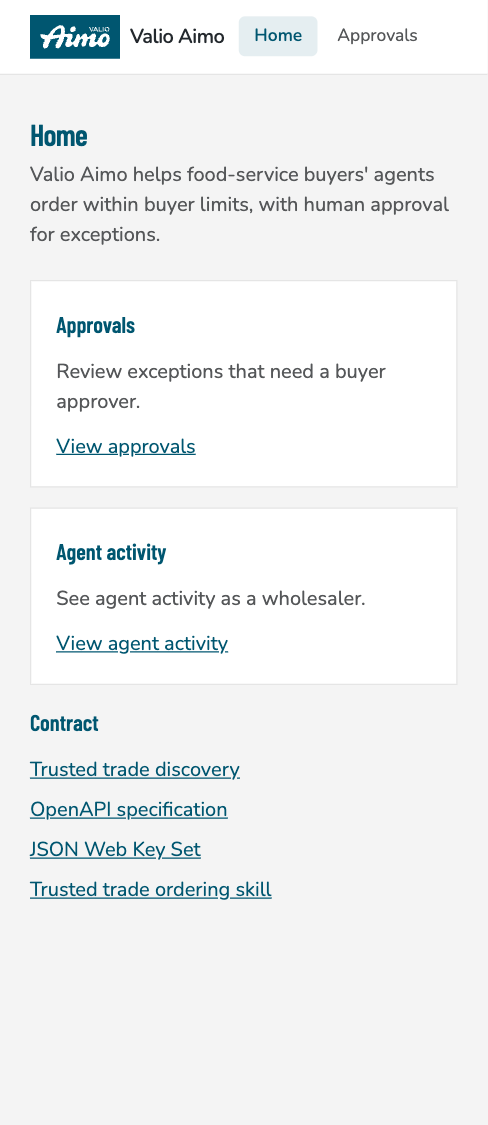 VALIO
Aimo
Valio Aimo
Home
Approvals
Home
Valio Aimo helps food-service buyers' agents
order within buyer limits, with human approval
for exceptions.
Approvals
Review exceptions that need a buyer
approver.
View approvals
Agent activity
See agent activity as a wholesaler.
View agent activity
Contract
Trusted trade discovery
OpenAPI specification
JSON Web Key Set
Trusted trade ordering skill